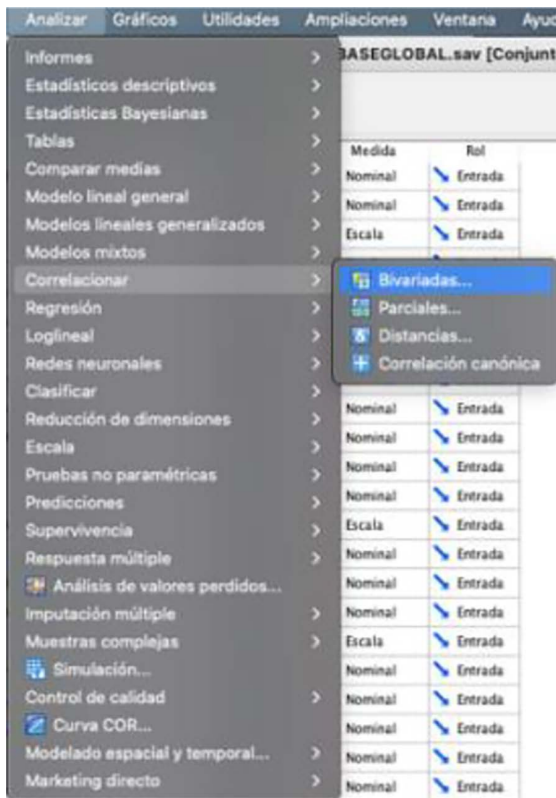 Analizar Gráficos Utilidades Ampliaciones Ventana Ayu
BASEGLOBAL.sav [Conjunt
Informes
Estadísticos descriptivos
Estadísticas Bayesianas
Tablas
Comparar medias
Modelo lineal general
Modelos lineales generalizados
Modelos mixtos
Correlacionar
Regresión
Loglineal
Redes neuronales
Clasificar
Reducción de dimensiones
Escala
Pruebas no paramétricas
Predicciones
Supervivencia
Respuesta múltiple
Análisis de valores perdidos...
Imputación múltiple
Muestras complejas
Simulación...
Control de calidad
Curva COR...
Modelado espacial y temporal...
Marketing directo
Bivariadas...
Parciales...
Distancias...
Correlación canónica
Medida Rol
Nominal Entrada
Nominal Entrada
Escala Entrada
Nominal Entrada
Nominal Entrada
Nominal Entrada
Nominal Entrada
Escala Entrada
Nominal Entrada
Nominal Entrada
Nominal Entrada
Escala Entrada
Nominal Entrada
Nominal Entrada
Nominal Entrada
Nominal Entrada
Nominal Entrada